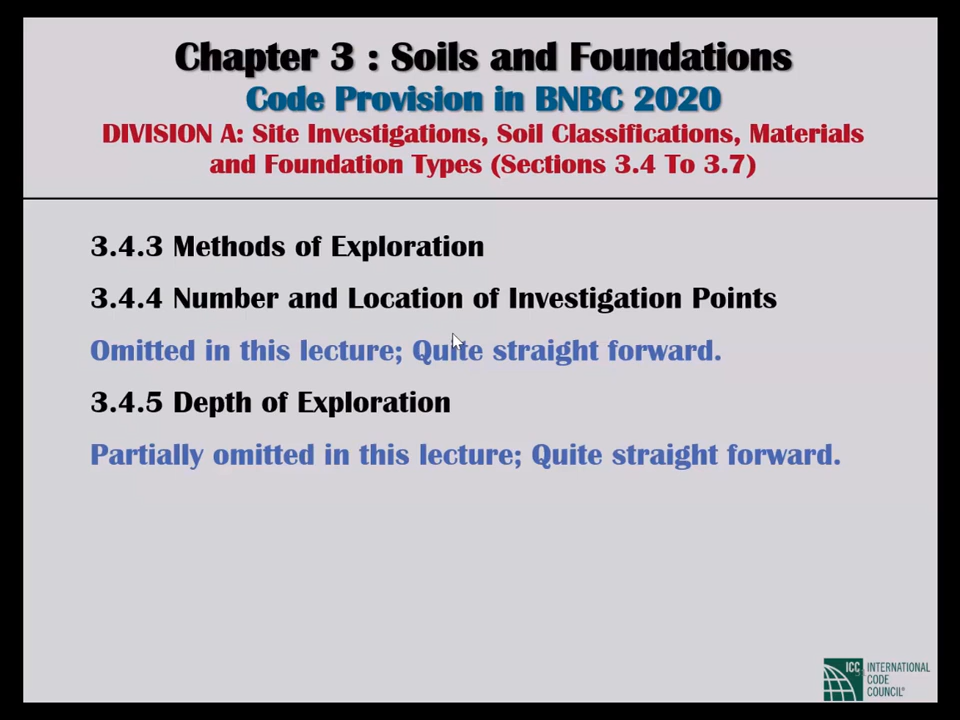 Chapter 3 : Soils and Foundations
Code Provision in BNBC 2020
DIVISION A: Site Investigations, Soil Classifications, Materials
and Foundation Types (Sections 3.4 To 3.7)
3.4.3 Methods of Exploration
3.4.4 Number and Location of Investigation Points
Omitted in this lecture; Quite straight forward.
3.4.5 Depth of Exploration
Partially omitted in this lecture; Quite straight forward.
ICC INTERNATIONAL
CODE
COUNCIL®